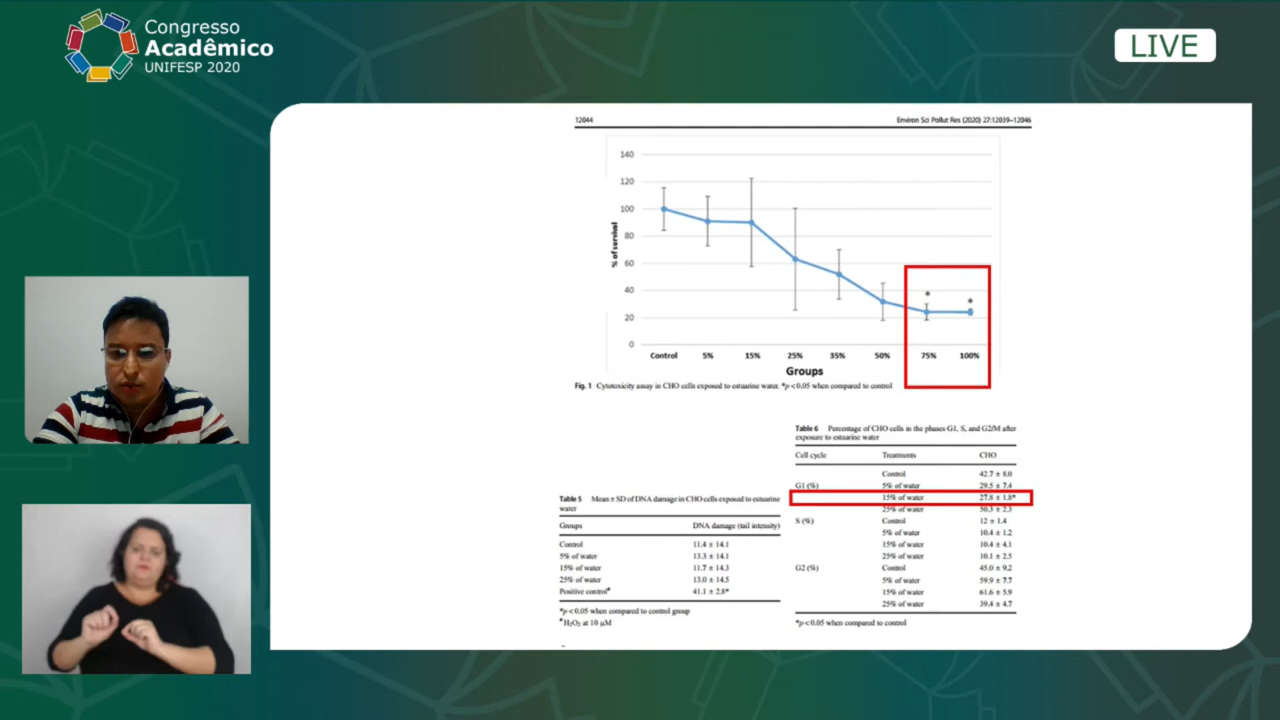 Congresso
Acadêmico
UNIFESP 2020
LIVE
12044
Environ Sci Pollut Res (2020) 27:12039–12046
140
120
100
80
60
40
20
0
% of survival
*
*
Control 5% 15% 25% 35% 50% 75% 100%
Groups
Fig. 1 Cytotoxicity assay in CHO cells exposed to estuarine water. *p < 0.05 when compared to control
Table 5 Mean ± SD of DNA damage in CHO cells exposed to estuarine
water
Groups DNA damage (tail intensity)
Control 11.4 ± 14.1
5% of water 13.3 ± 14.1
15% of water 11.7 ± 14.3
25% of water 13.0 ± 14.5
Positive control# 41.1 ± 2.8*
*p < 0.05 when compared to control group
#H₂O₂ at 10 μM
Table 6 Percentage of CHO cells in the phases G1, S, and G2/M after
exposure to estuarine water
Cell cycle Treatments CHO
Control 42.7 ± 8.0
G1 (%) 5% of water 29.5 ± 7.4
15% of water 27.8 ± 1.8*
25% of water 50.3 ± 2.3
S (%) Control 12 ± 1.4
5% of water 10.4 ± 1.2
15% of water 10.4 ± 4.1
25% of water 10.1 ± 2.5
G2 (%) Control 45.0 ± 9.2
5% of water 59.9 ± 7.7
15% of water 61.6 ± 5.9
25% of water 39.4 ± 4.7
*p < 0.05 when compared to control